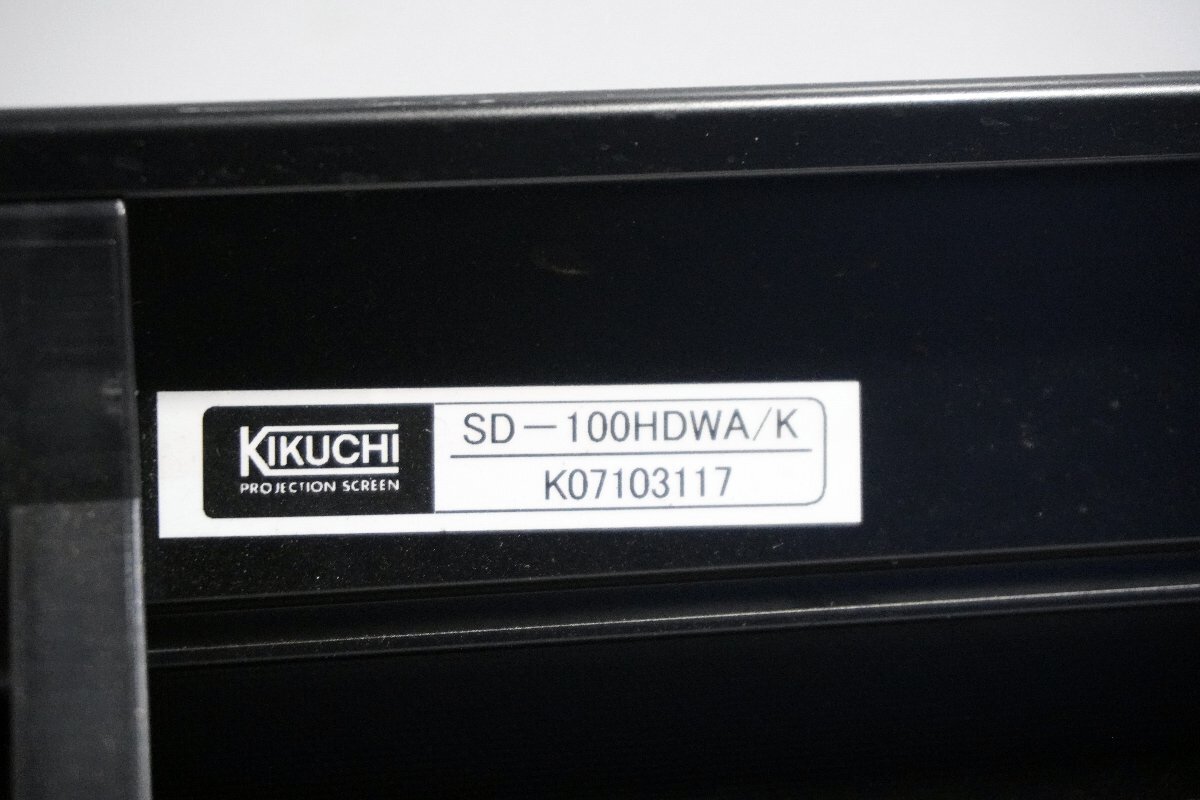 KIKUCHI
PROJECTION SCREEN
SD-100HDWA/K
K07103117